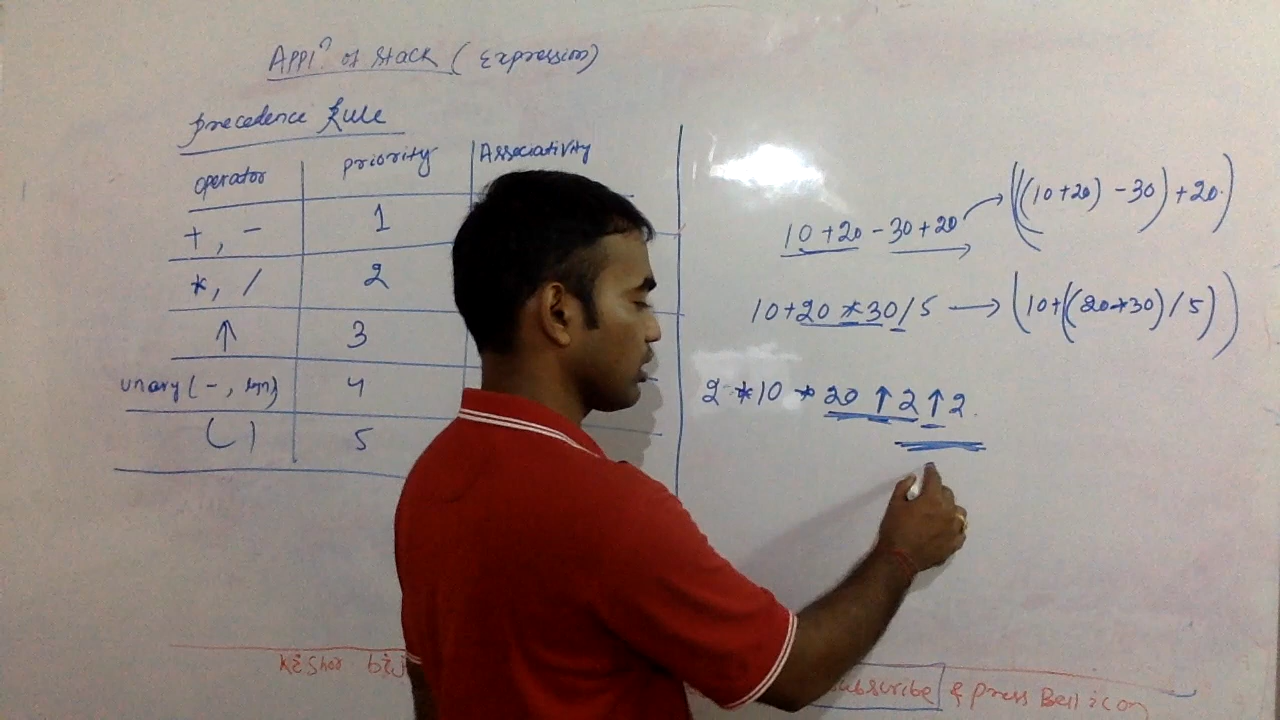 Appl? of Stack ( Expression)
Precedence Rule
operator priority Associativity
+, - 1
*, / 2
↑ 3
unary ( -, ) 4
( ) 5
10 + 20 - 30 + 20 → (((10+20) - 30) + 20)
10+20 * 30 / 5 → (10+((20*30) / 5))
2 * 10 * 20 ↑ 2 ↑ 2
Subscribe & press Bell icon